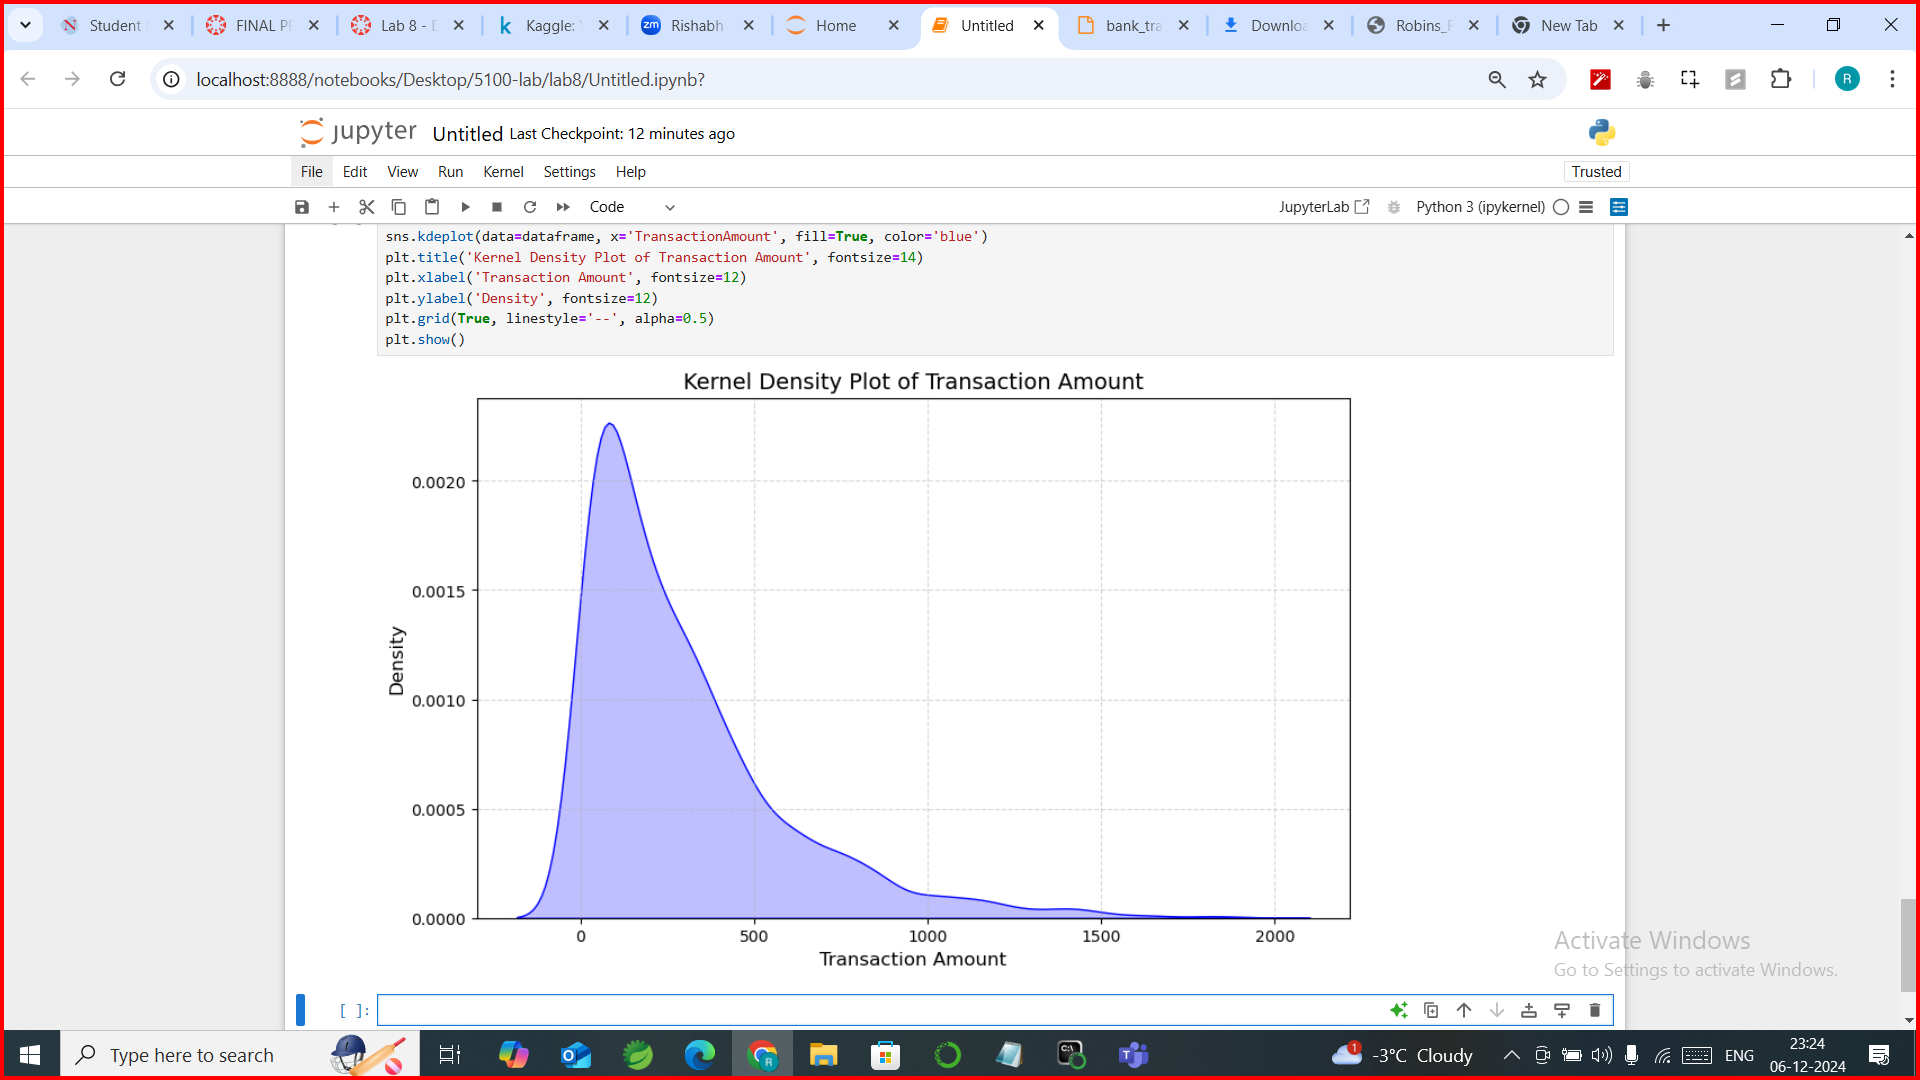 Student
FINAL P
Lab 8 - D
Kaggle:
Rishabh
Home
Untitled
bank_tra
Downloa
Robins_
New Tab
localhost:8888/notebooks/Desktop/5100-lab/lab8/Untitled.ipynb?
R
jupyter Untitled Last Checkpoint: 12 minutes ago
File Edit View Run Kernel Settings Help
Trusted
Code
JupyterLab
Python 3 (ipykernel)
sns.kdeplot(data=dataframe, x='TransactionAmount', fill=True, color='blue')
plt.title('Kernel Density Plot of Transaction Amount', fontsize=14)
plt.xlabel('Transaction Amount', fontsize=12)
plt.ylabel('Density', fontsize=12)
plt.grid(True, linestyle='--', alpha=0.5)
plt.show()
Kernel Density Plot of Transaction Amount
0.0020
0.0015
Density
0.0010
0.0005
0.0000
0 500 1000 1500 2000
Transaction Amount
Activate Windows
Go to Settings to activate Windows.
[ ]:
Type here to search
1
-3°C Cloudy
ENG
23:24
06-12-2024